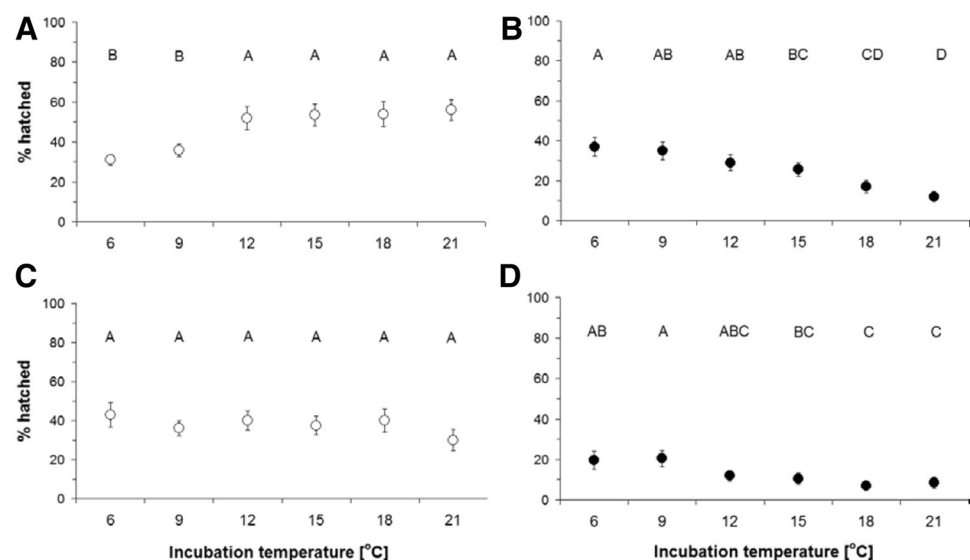 A
100
80
60
40
20
0
% hatched
B B A A A A
6 9 12 15 18 21
B
100
80
60
40
20
0
A AB AB BC CD D
6 9 12 15 18 21
C
100
80
60
40
20
0
% hatched
A A A A A A
6 9 12 15 18 21
Incubation temperature [°C]
D
100
80
60
40
20
0
AB A ABC BC C C
6 9 12 15 18 21
Incubation temperature [°C]